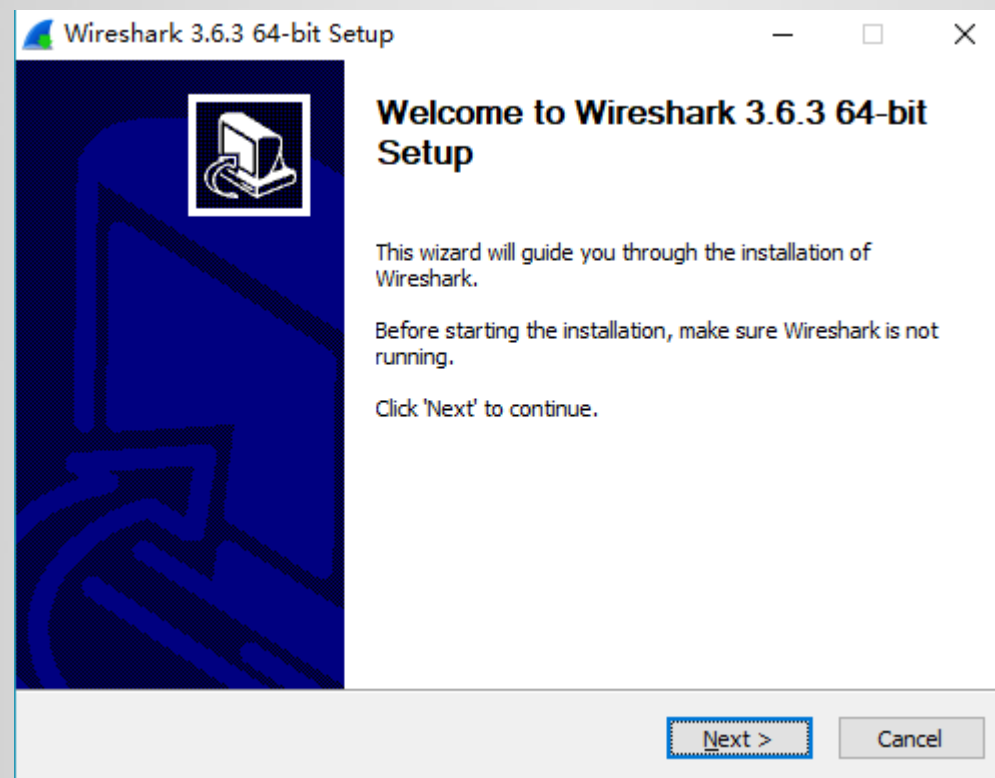 Wireshark 3.6.3 64-bit Setup
Welcome to Wireshark 3.6.3 64-bit
Setup
This wizard will guide you through the installation of
Wireshark.
Before starting the installation, make sure Wireshark is not
running.
Click 'Next' to continue.
Next >
Cancel